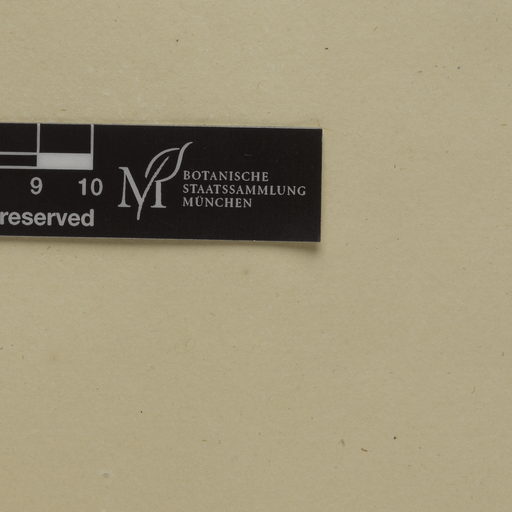 9 10
reserved
M
BOTANISCHE
STAATSSAMMLUNG
MÜNCHEN